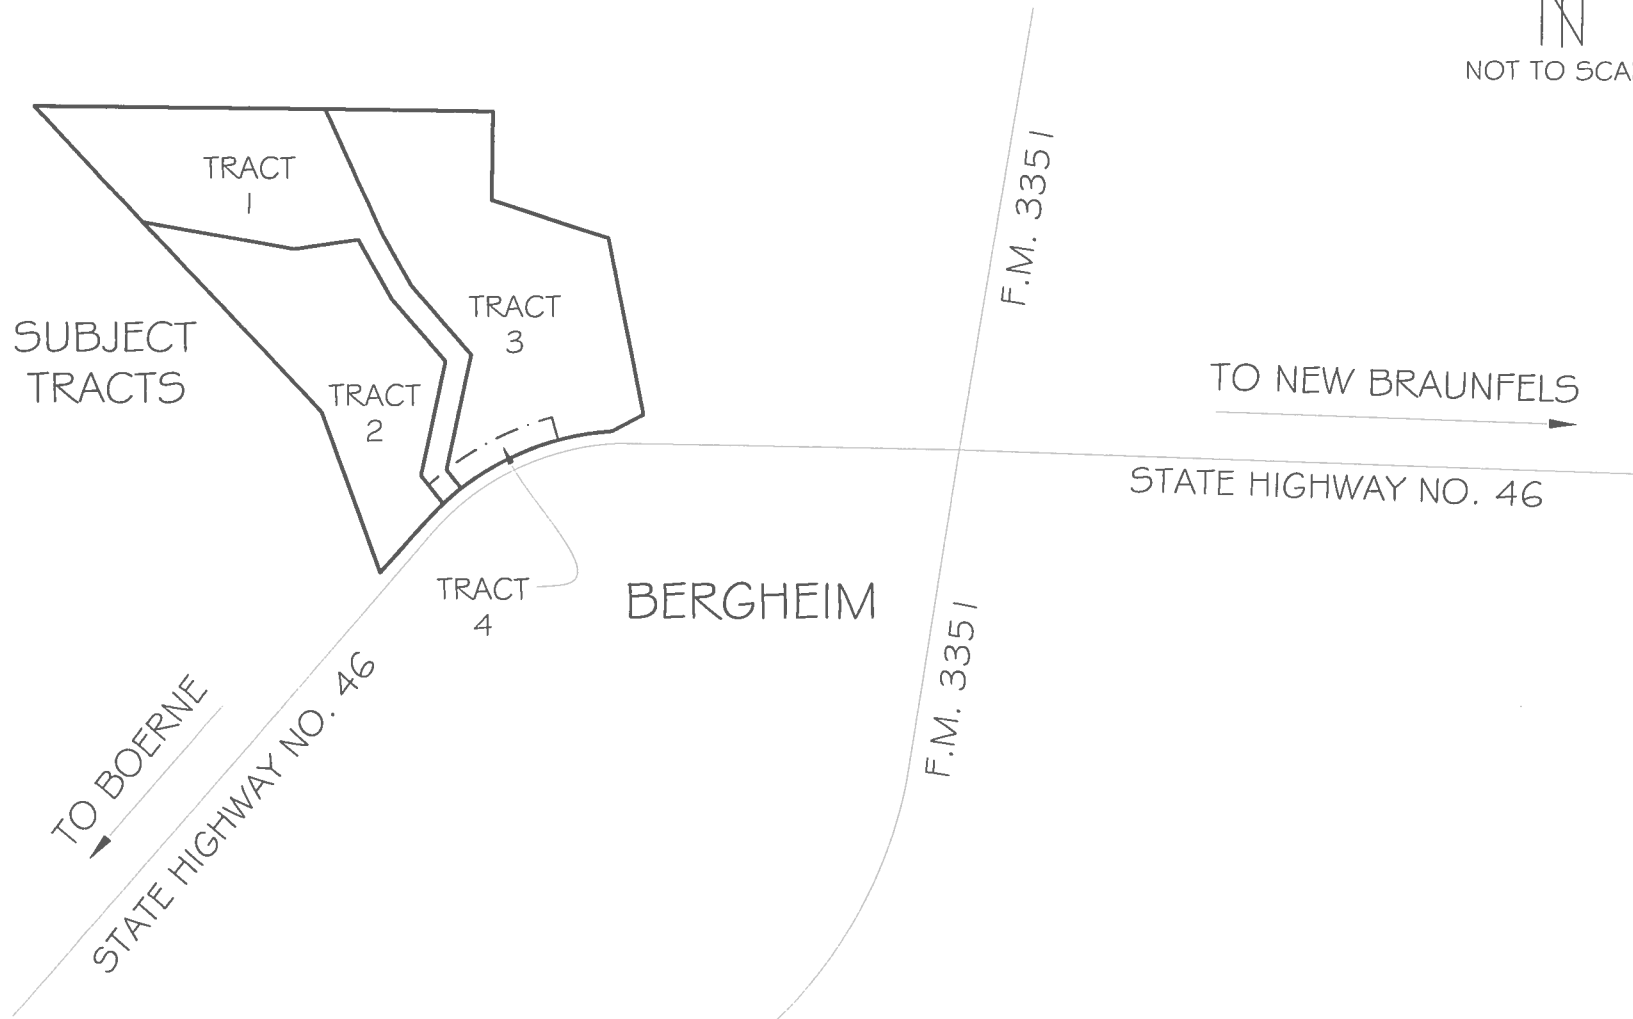 N
NOT TO SCA
TRACT
1
F.M. 3351
TRACT
3
SUBJECT
TRACTS
TRACT
2
TO NEW BRAUNFELS
STATE HIGHWAY NO. 46
TRACT
4
BERGHEIM
F.M. 3351
TO BOERNE
STATE HIGHWAY NO. 46